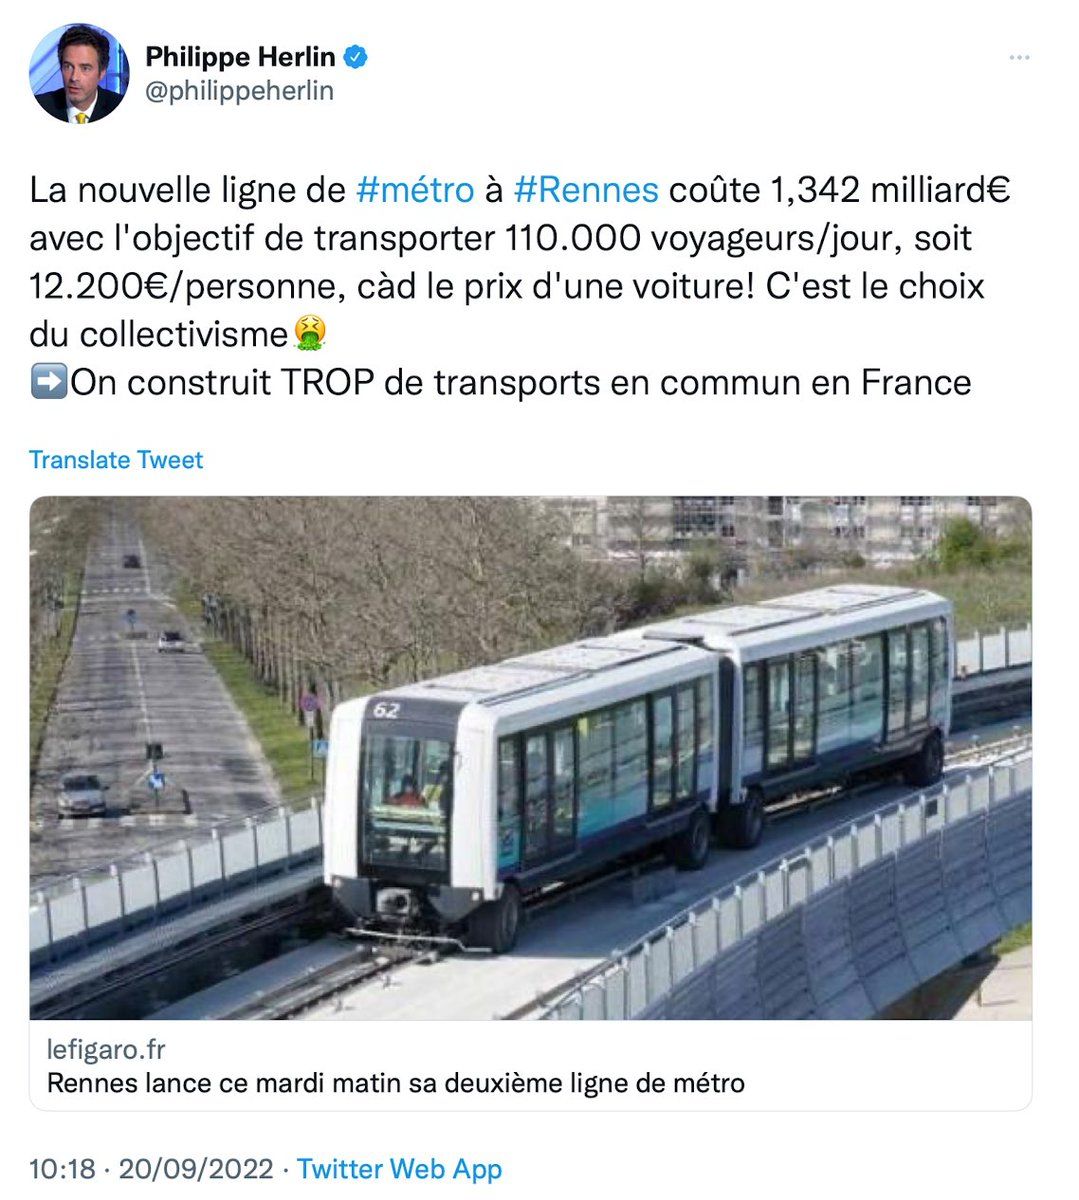 Philippe Herlin
@philippeherlin
La nouvelle ligne de #métro à #Rennes coûte 1,342 milliard€
avec l'objectif de transporter 110.000 voyageurs/jour, soit
12.200€/personne, càd le prix d'une voiture! C'est le choix
du collectivisme🤮
➡️On construit TROP de transports en commun en France
Translate Tweet
62
lefigaro.fr
Rennes lance ce mardi matin sa deuxième ligne de métro
10:18 · 20/09/2022 · Twitter Web App